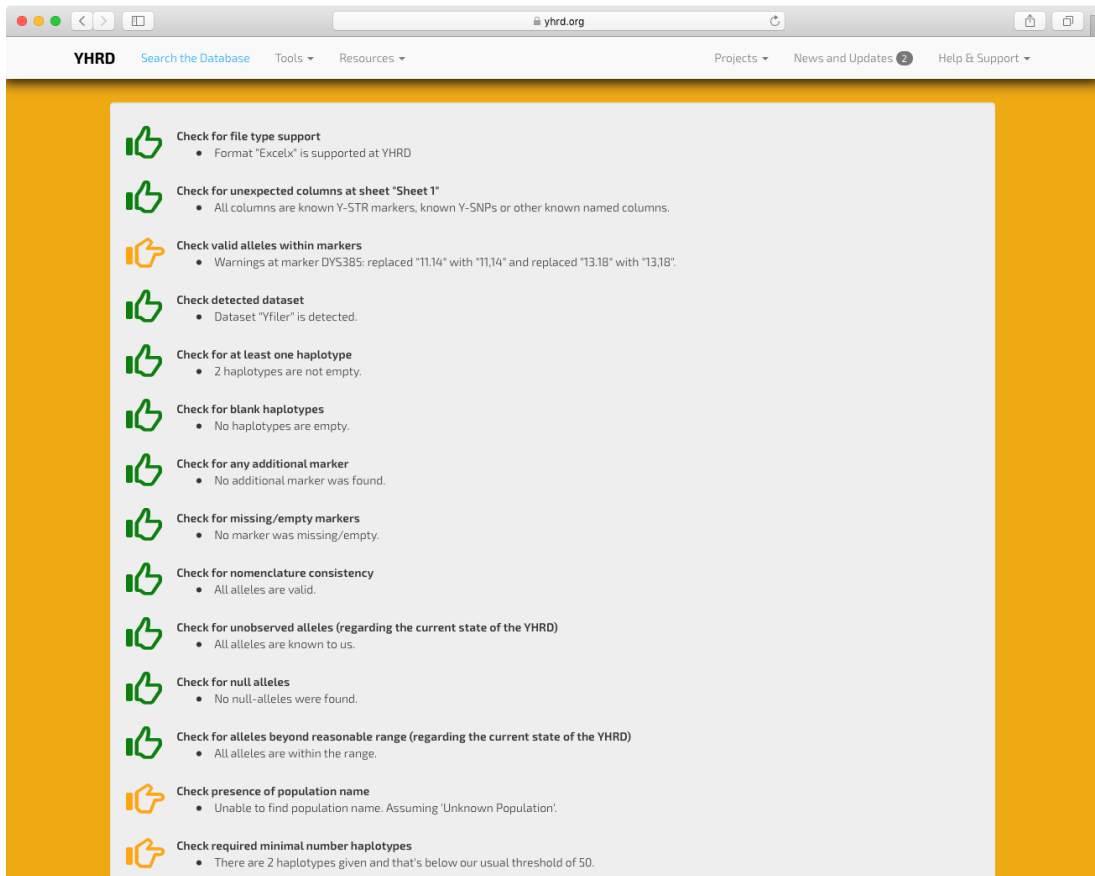 yhrd.org
YHRD Search the Database Tools Resources Projects News and Updates 2 Help & Support
Check for file type support
Format "Excelx" is supported at YHRD
Check for unexpected columns at sheet "Sheet 1"
All columns are known Y-STR markers, known Y-SNPs or other known named columns.
Check valid alleles within markers
Warnings at marker DYS385: replaced "11.14" with "11,14" and replaced "13.18" with "13,18".
Check detected dataset
Dataset "Yfiler" is detected.
Check for at least one haplotype
2 haplotypes are not empty.
Check for blank haplotypes
No haplotypes are empty.
Check for any additional marker
No additional marker was found.
Check for missing/empty markers
No marker was missing/empty.
Check for nomenclature consistency
All alleles are valid.
Check for unobserved alleles (regarding the current state of the YHRD)
All alleles are known to us.
Check for null alleles
No null-alleles were found.
Check for alleles beyond reasonable range (regarding the current state of the YHRD)
All alleles are within the range.
Check presence of population name
Unable to find population name. Assuming 'Unknown Population'.
Check required minimal number haplotypes
There are 2 haplotypes given and that's below our usual threshold of 50.